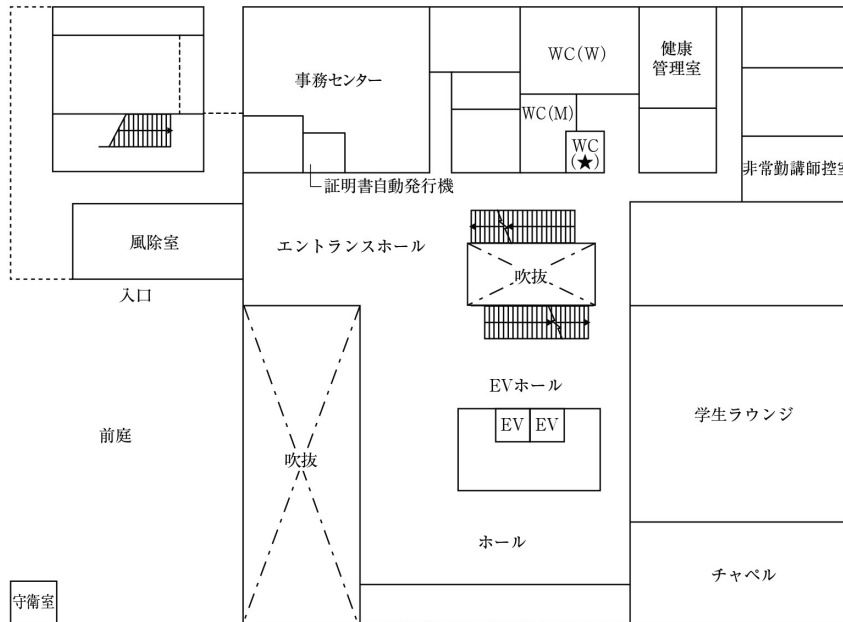 事務センター
WC(W)
健康
管理室
WC(M)
WC
(★)
非常勤講師控室
証明書自動発行機
風除室
エントランスホール
吹抜
入口
EVホール
学生ラウンジ
EV
EV
前庭
吹抜
ホール
チャペル
守衛室